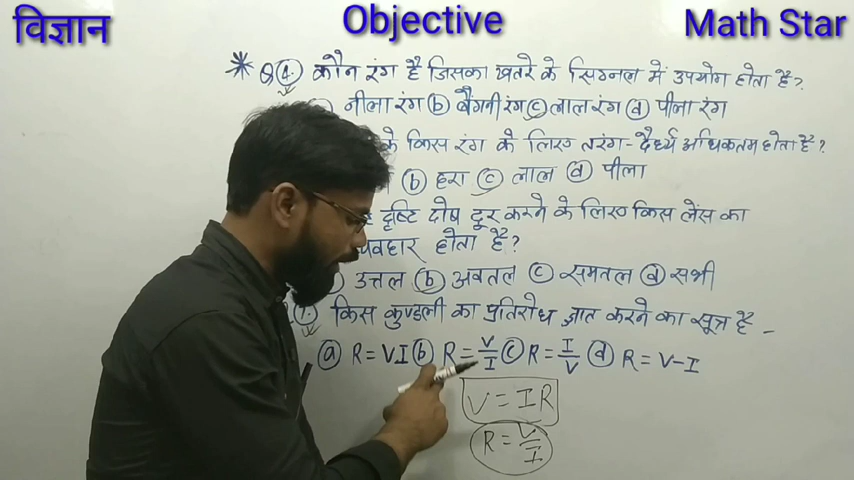 विज्ञान Objective Math Star
* Q 4. कौन रंग है जिसका खतरे के सिग्नल में उपयोग होता है?
नीला रंग (b) बैंगनी रंग (c) लाल रंग (d) पीला रंग
के किस रंग के लिए तरंग-दैर्ध्य अधिकतम होता है?
(b) हरा (c) लाल (d) पीला
दृष्टि दोष दूर करने के लिए किस लेंस का
व्यवहार होता है?
उत्तल (b) अवतल (c) समतल (d) सभी
किस कुण्डली का प्रतिरोध ज्ञात करने का सूत्र है -
(a) R = VI (b) R = V/I (c) R = I/V (d) R = V-I
V = IR
R = V/I